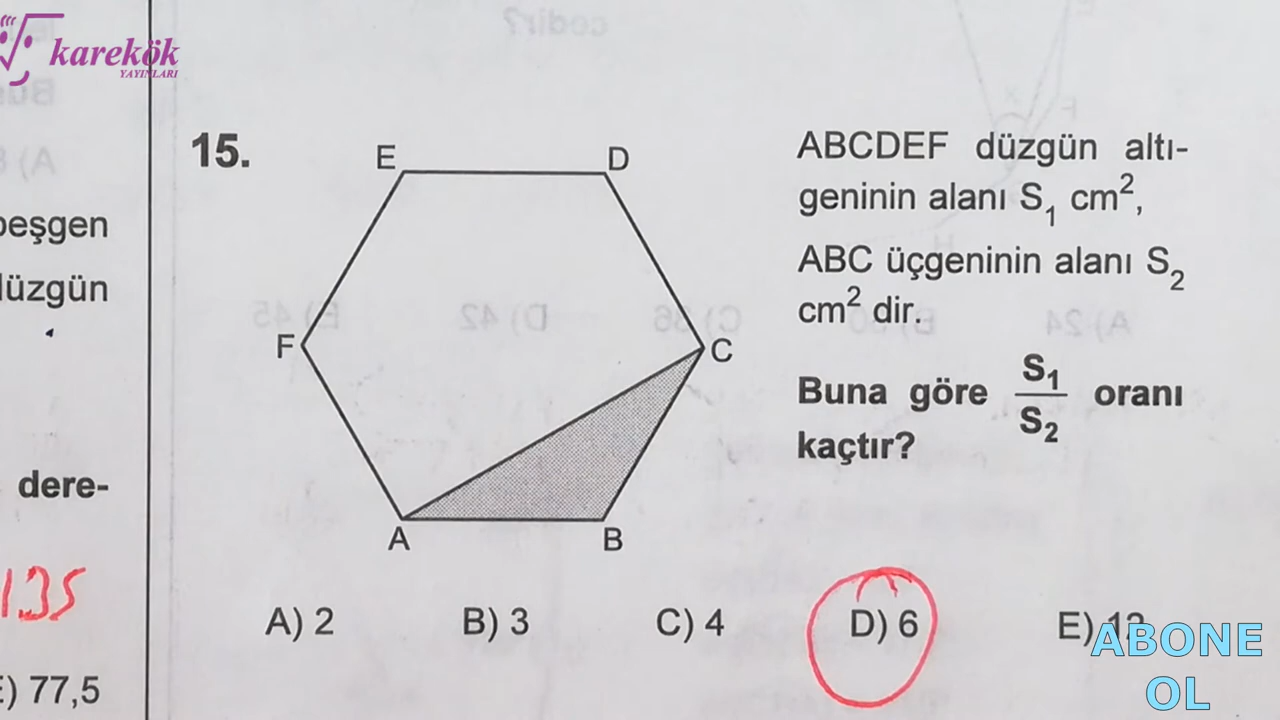 karekök
YAYINLARI
beşgen
düzgün
dere-
135
77,5
15.
E
D
F
C
A
B
ABCDEF düzgün altı-
geninin alanı S₁ cm²,
ABC üçgeninin alanı S₂
cm² dir.
Buna göre S₁/S₂ oranı
kaçtır?
A) 2 B) 3 C) 4 D) 6 E) 12
ABONE
OL